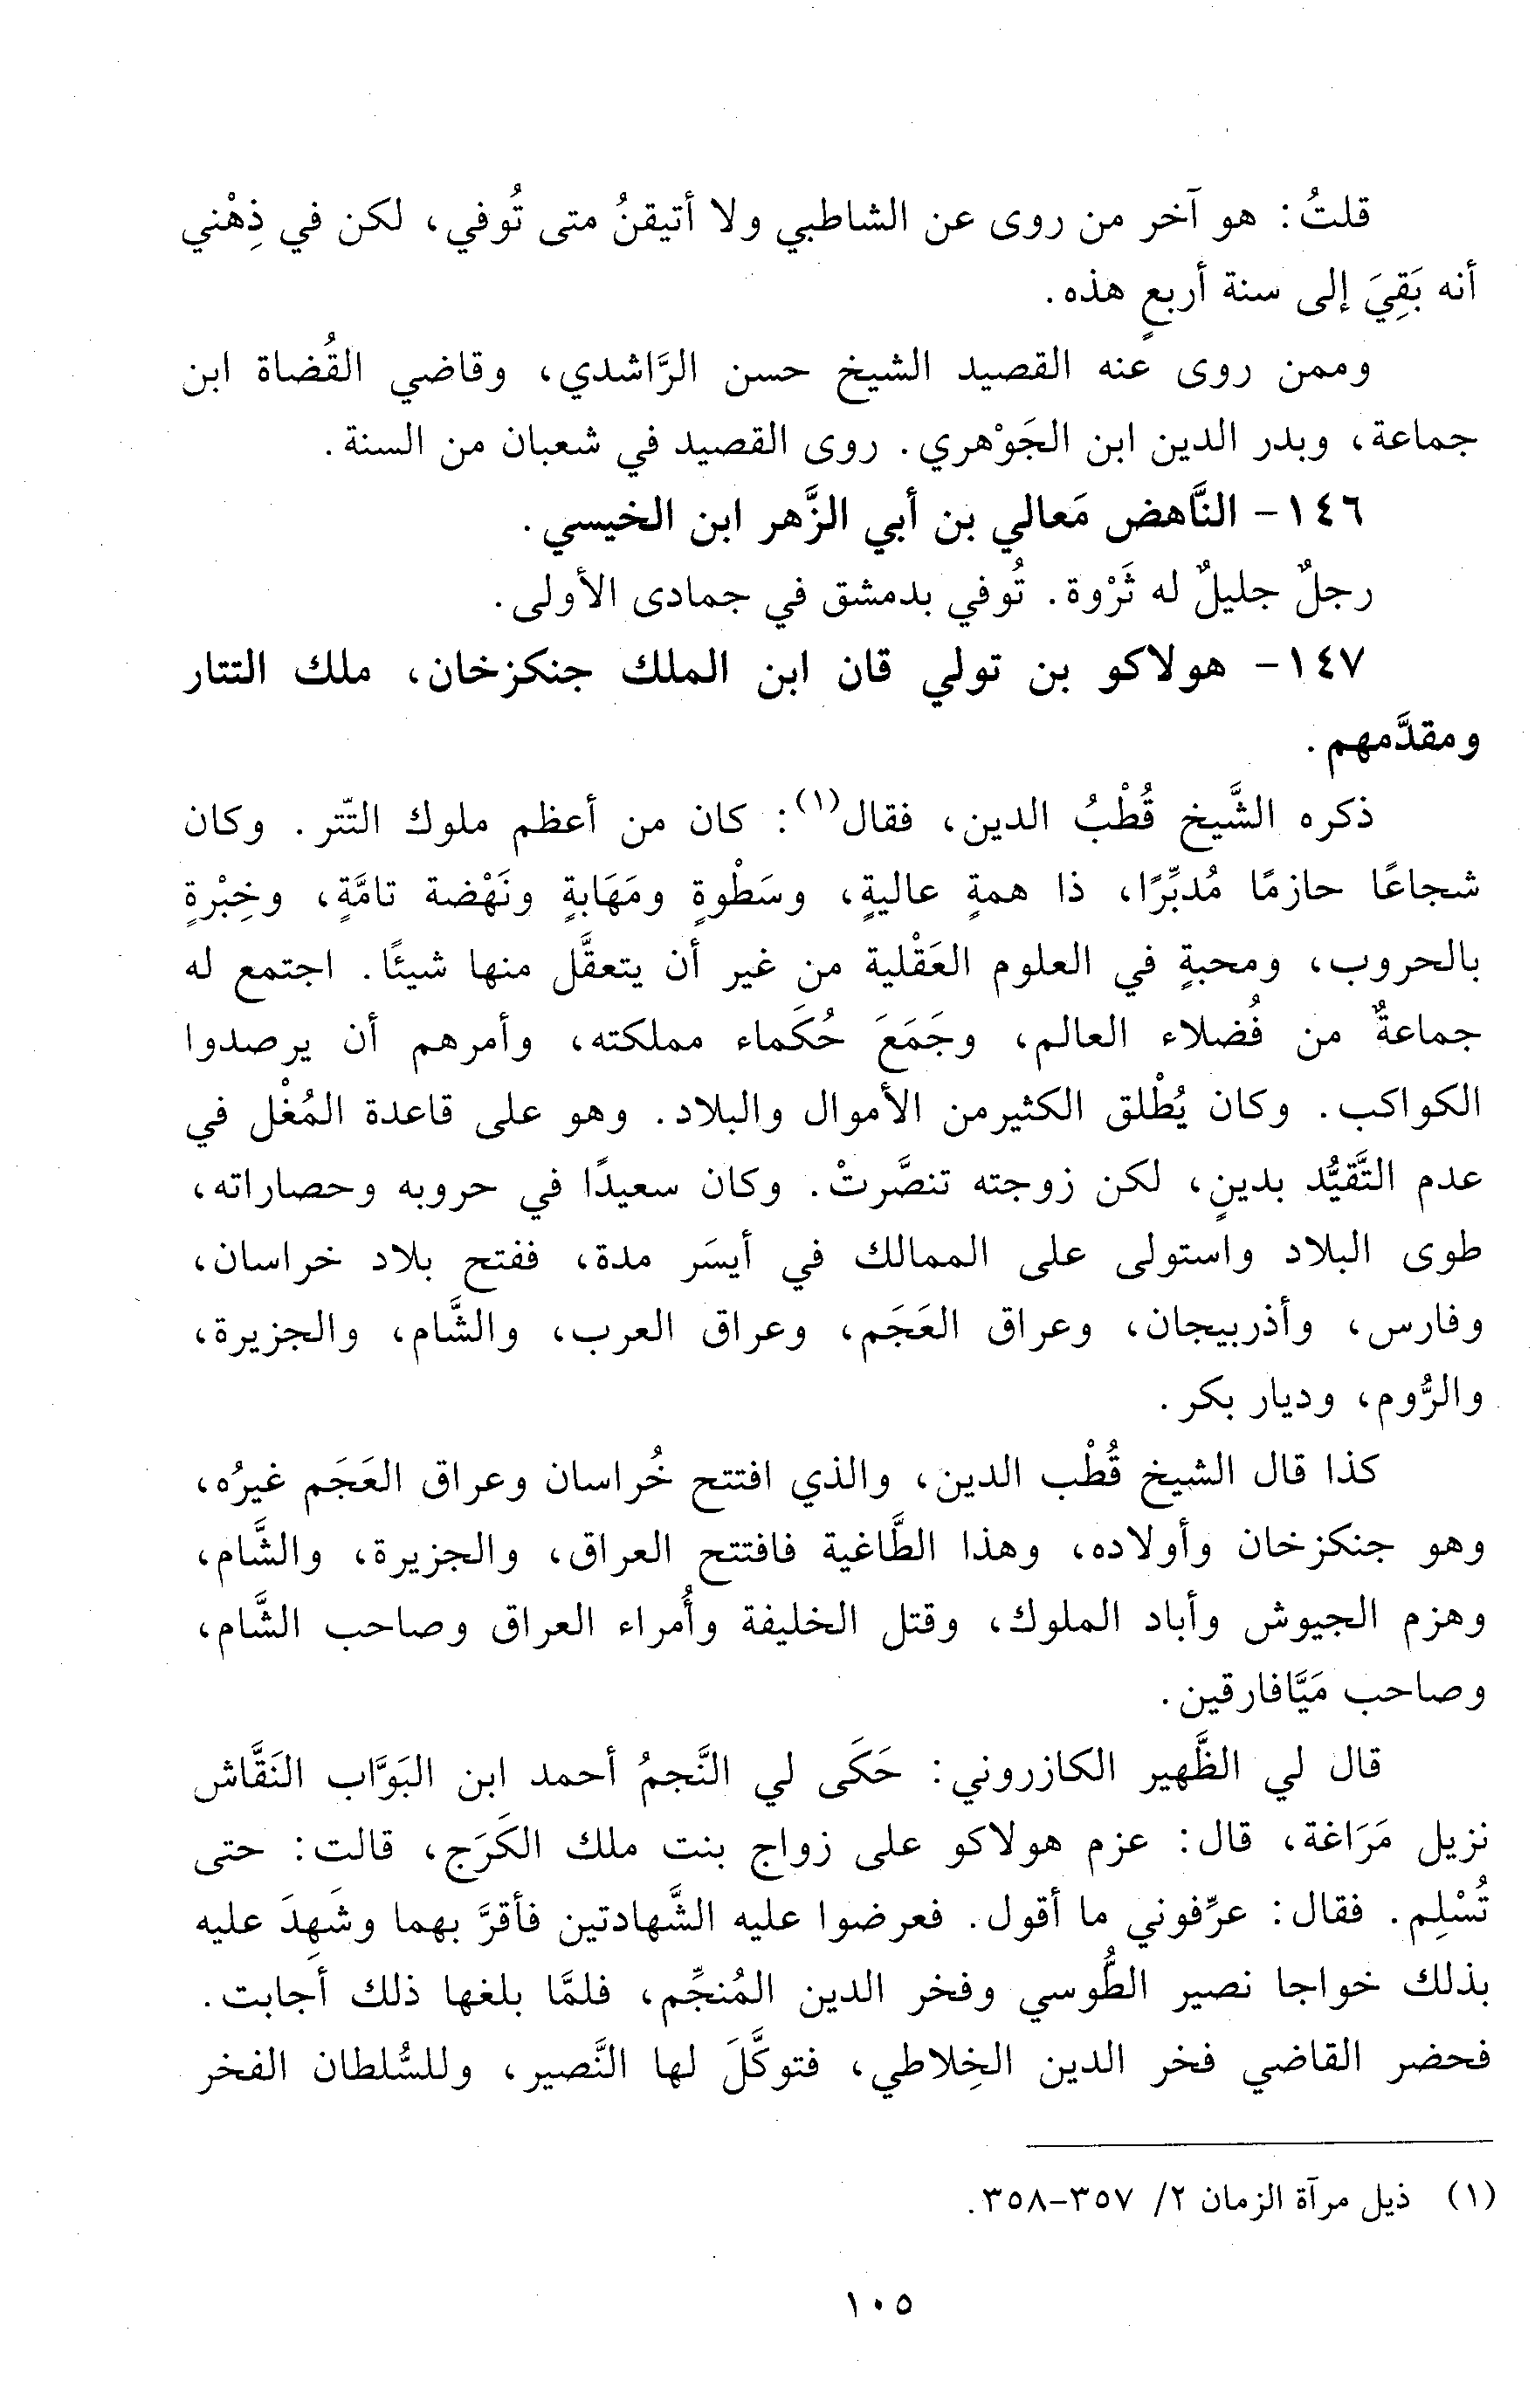 قلتُ: هو آخر من روى عن الشاطبي ولا أتيقنُ متى تُوفي، لكن في ذِهْني
أنه بَقِيَ إلى سنة أربعٍ هذه.
وممن روى عنه القصيد الشيخ حسن الرَّاشدي، وقاضي القُضاة ابن
جماعة، وبدر الدين ابن الجَوْهري. روى القصيد في شعبان من السنة.
١٤٦- النَّاهض مَعالي بن أبي الزَّهر ابن الخيسي.
رجلٌ جليلٌ له ثَرْوة. تُوفي بدمشق في جمادى الأولى.
١٤٧- هولاكو بن تولي قان ابن الملك جنكزخان، ملك التتار
ومقدَّمهم.
ذكره الشَّيخ قُطْبُ الدين، فقال(١): كان من أعظم ملوك التّتر. وكان
شجاعًا حازمًا مُدبِّرًا، ذا همةٍ عاليةٍ، وسَطْوةٍ ومَهَابةٍ ونَهْضة تامَّةٍ، وخِبْرةٍ
بالحروب، ومحبةٍ في العلوم العَقْلية من غير أن يتعقَّل منها شيئًا. اجتمع له
جماعةٌ من فُضلاء العالم، وجَمَعَ حُكَماء مملكته، وأمرهم أن يرصدوا
الكواكب. وكان يُطْلق الكثيرمن الأموال والبلاد. وهو على قاعدة المُغْل في
عدم التَّقيُّد بدينٍ، لكن زوجته تنصَّرتْ. وكان سعيدًا في حروبه وحصاراته،
طوى البلاد واستولى على الممالك في أيسَر مدة، ففتح بلاد خراسان،
وفارس، وأذربيجان، وعراق العَجَم، وعراق العرب، والشَّام، والجزيرة،
والرُّوم، وديار بكر.
كذا قال الشيخ قُطْب الدين، والذي افتتح خُراسان وعراق العَجَم غيرُه،
وهو جنكزخان وأولاده، وهذا الطَّاغية فافتتح العراق، والجزيرة، والشَّام،
وهزم الجيوش وأباد الملوك، وقتل الخليفة وأُمراء العراق وصاحب الشَّام،
وصاحب مَيَّافارقين.
قال لي الظَّهير الكازروني: حَكَى لي النَّجمُ أحمد ابن البَوَّاب النَقَّاش
نزيل مَرَاغة، قال: عزم هولاكو على زواج بنت ملك الكَرَج، قالت: حتى
تُسْلِم. فقال: عرِّفوني ما أقول. فعرضوا عليه الشَّهادتين فأقرَّ بهما وشَهِدَ عليه
بذلك خواجا نصير الطُّوسي وفخر الدين المُنجِّم، فلمَّا بلغها ذلك أجابت.
فحضر القاضي فخر الدين الخِلاطي، فتوكَّلَ لها النَّصير، وللسُّلطان الفخر
(١) ذيل مرآة الزمان ٢/ ٣٥٧-٣٥٨.
١٠٥